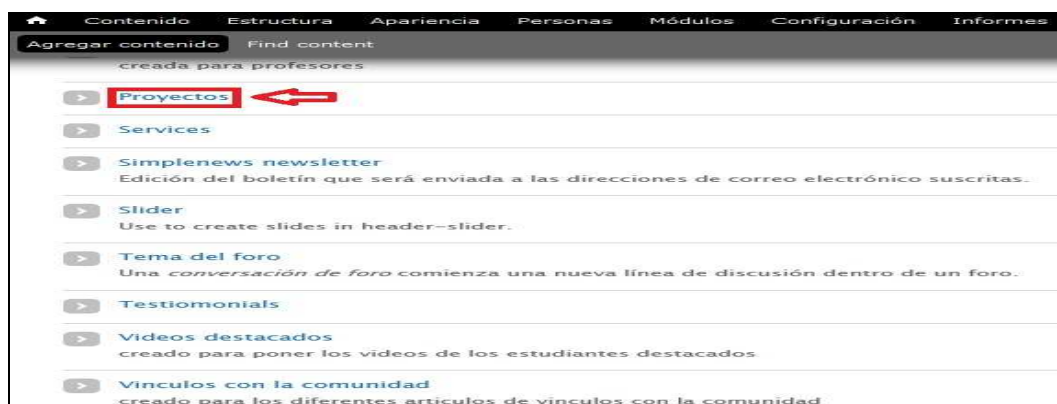 Contenido Estructura Apariencia Personas Módulos Configuración Informes
Agregar contenido Find content
creada para profesores
Proyectos
Services
Simplenews newsletter
Edición del boletín que será enviada a las direcciones de correo electrónico suscritas.
Slider
Use to create slides in header-slider.
Tema del foro
Una conversación de foro comienza una nueva línea de discusión dentro de un foro.
Testiomonials
Videos destacados
creado para poner los videos de los estudiantes destacados
Vinculos con la comunidad
creado para los diferentes articulos de vinculos con la comunidad